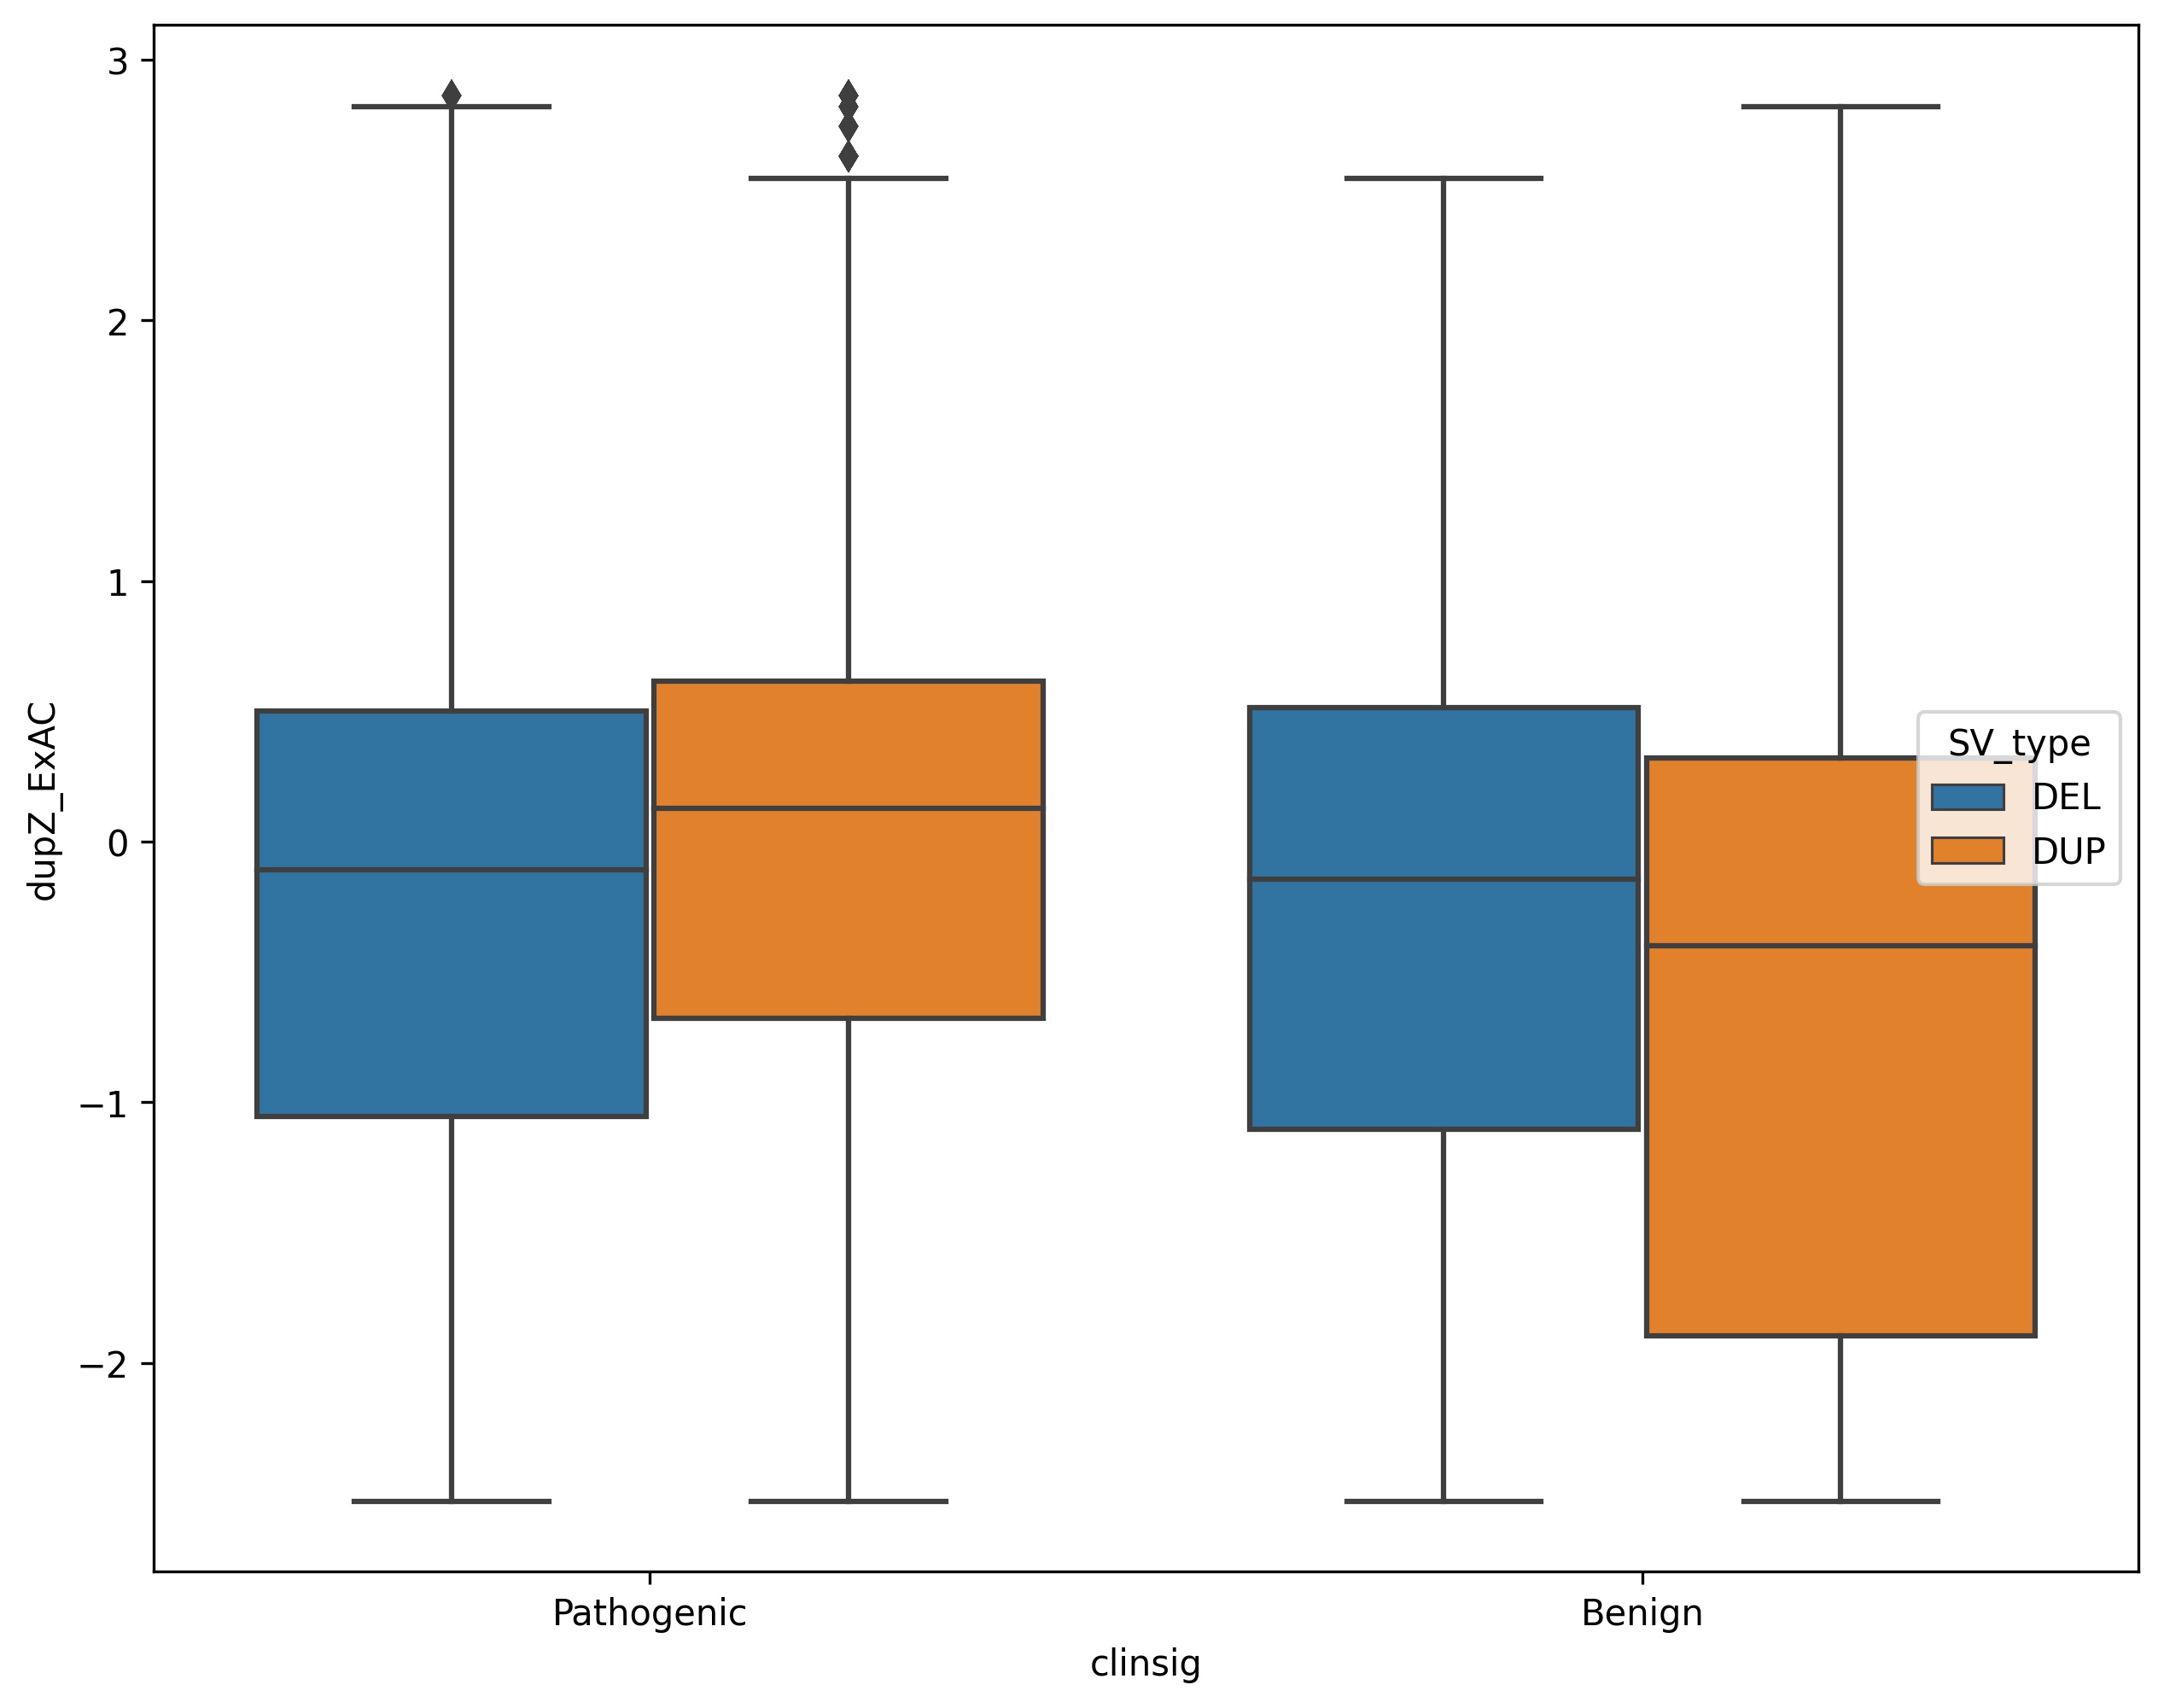 3
2
1
0
−1
−2
dupZ_ExAC
SV_type
DEL
DUP
Pathogenic
Benign
clinsig